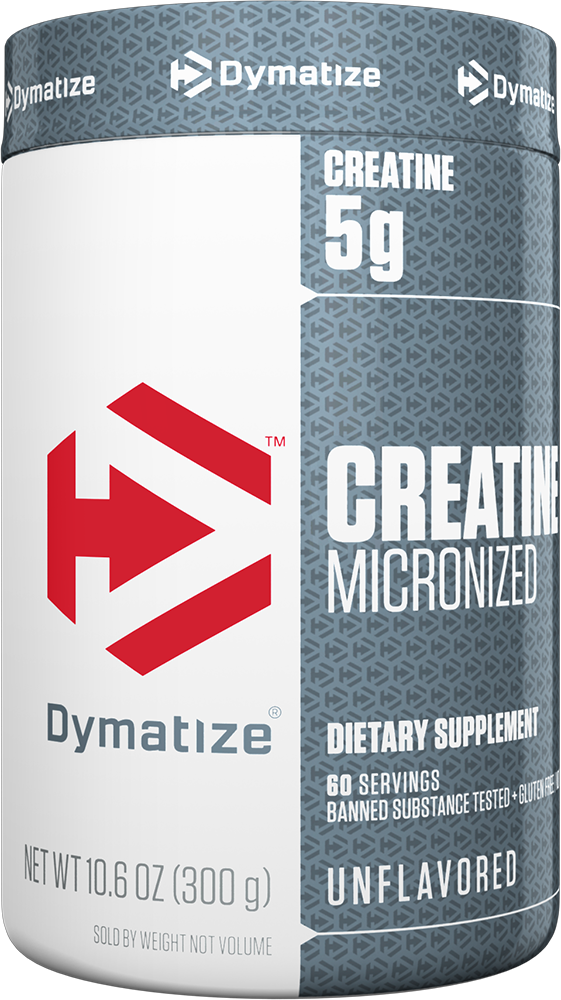 Dymatize Dymatize Dymatize
CREATINE
5g
TM
Dymatize®
NET WT 10.6 OZ (300 g)
SOLD BY WEIGHT NOT VOLUME
CREATINE
MICRONIZED
DIETARY SUPPLEMENT
60 SERVINGS
BANNED SUBSTANCE TESTED + GLUTEN FREE
UNFLAVORED